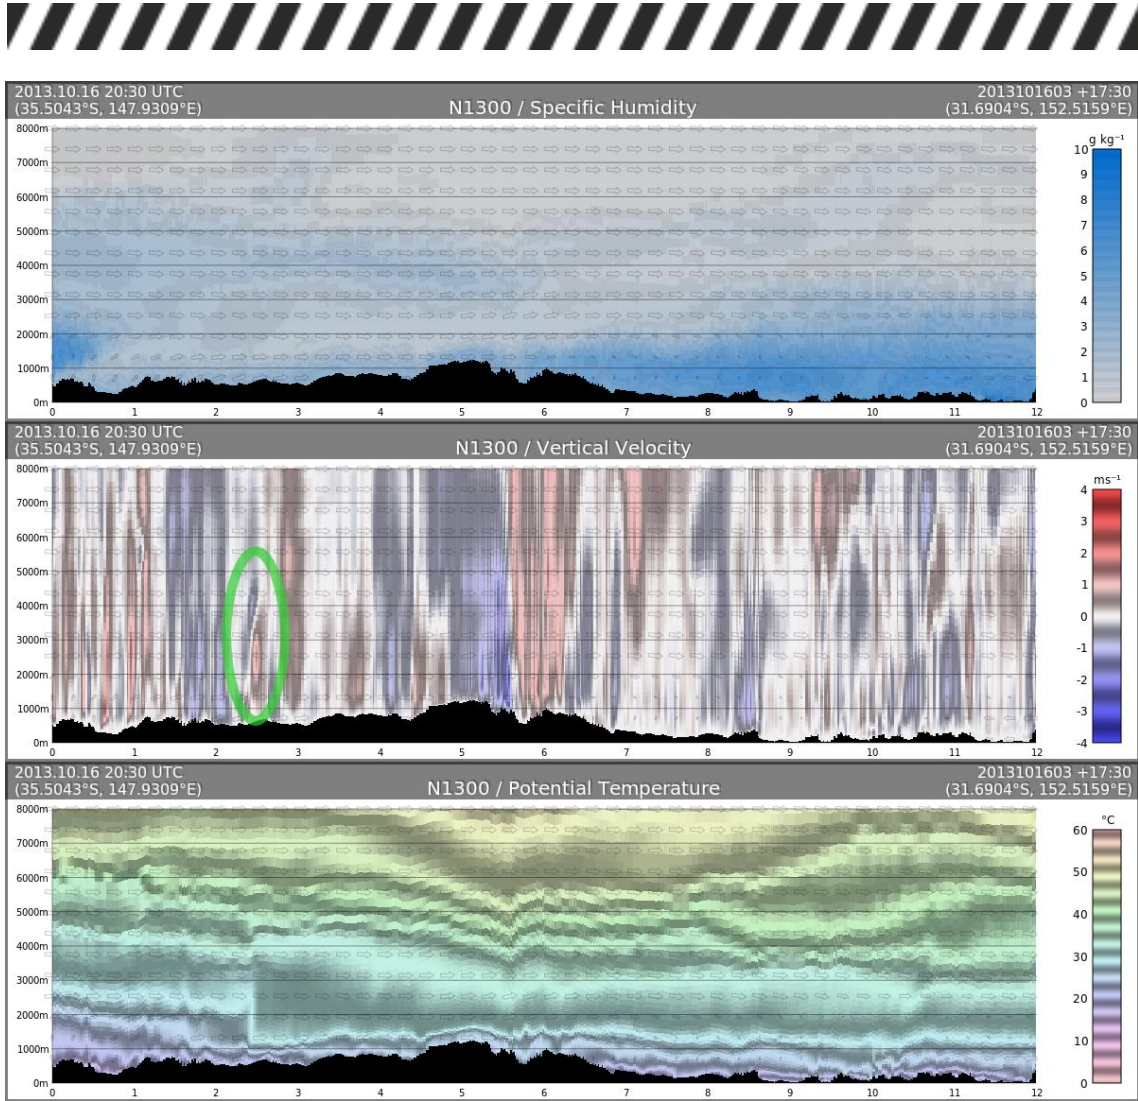 2013.10.16 20:30 UTC
(35.5043°S, 147.9309°E)
N1300 / Specific Humidity
2013101603 +17:30
(31.6904°S, 152.5159°E)
8000m
7000m
6000m
5000m
4000m
3000m
2000m
1000m
0m
0 1 2 3 4 5 6 7 8 9 10 11 12
g kg⁻¹
10
9
8
7
6
5
4
3
2
1
0
2013.10.16 20:30 UTC
(35.5043°S, 147.9309°E)
N1300 / Vertical Velocity
2013101603 +17:30
(31.6904°S, 152.5159°E)
8000m
7000m
6000m
5000m
4000m
3000m
2000m
1000m
0m
0 1 2 3 4 5 6 7 8 9 10 11 12
ms⁻¹
4
3
2
1
0
-1
-2
-3
-4
2013.10.16 20:30 UTC
(35.5043°S, 147.9309°E)
N1300 / Potential Temperature
2013101603 +17:30
(31.6904°S, 152.5159°E)
8000m
7000m
6000m
5000m
4000m
3000m
2000m
1000m
0m
0 1 2 3 4 5 6 7 8 9 10 11 12
°C
60
50
40
30
20
10
0